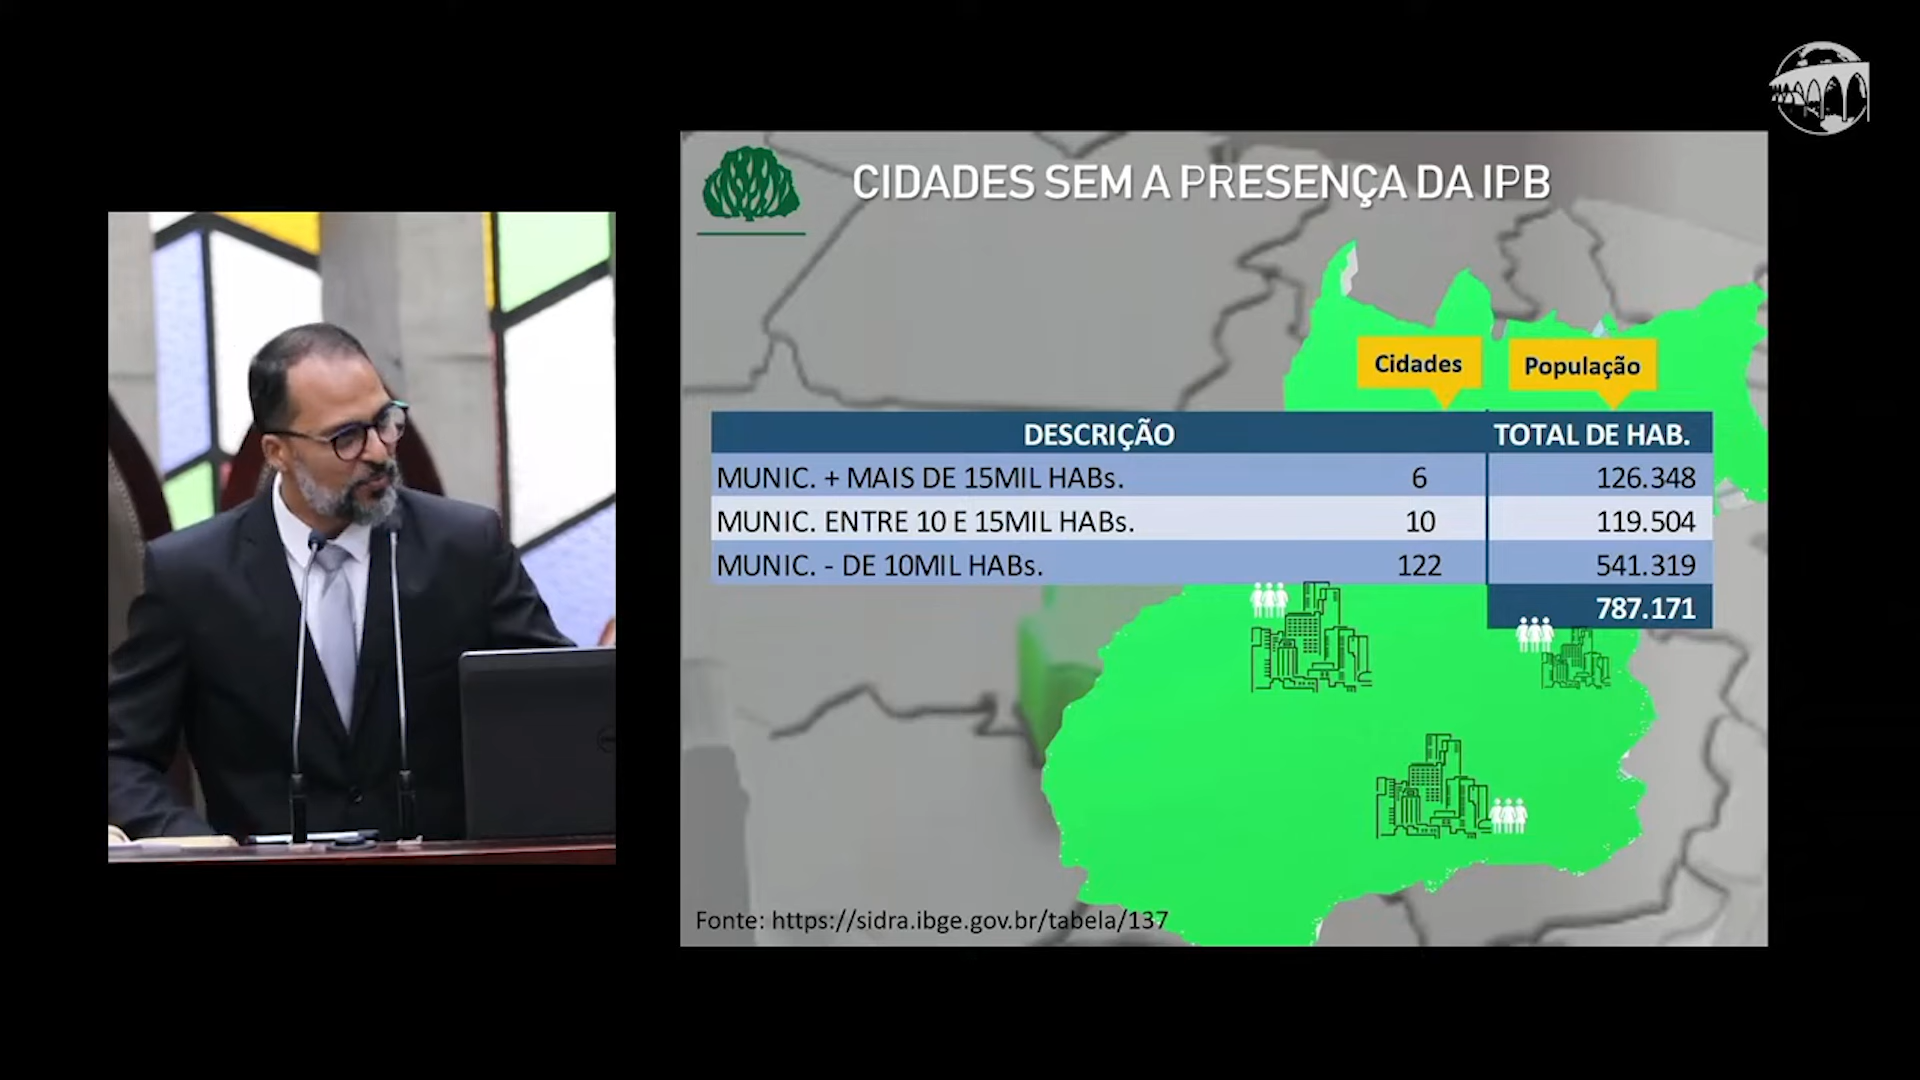 CIDADES SEM A PRESENÇA DA IPB
Cidades
População
DESCRIÇÃO TOTAL DE HAB.
MUNIC. + MAIS DE 15MIL HABs. 6 126.348
MUNIC. ENTRE 10 E 15MIL HABs. 10 119.504
MUNIC. - DE 10MIL HABs. 122 541.319
787.171
Fonte: https://sidra.ibge.gov.br/tabela/137